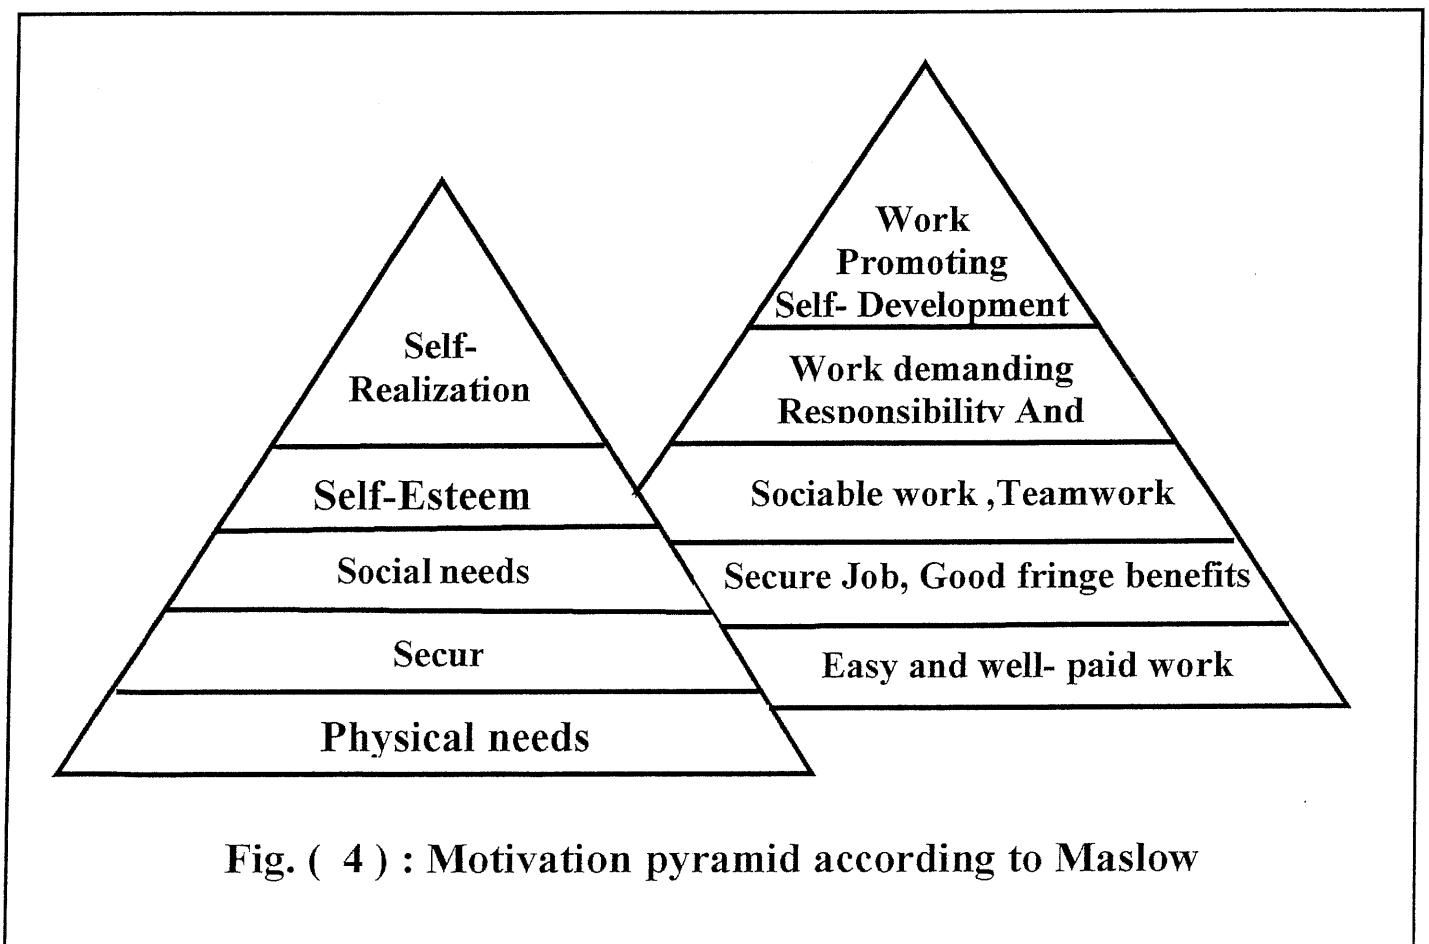 Self-
Realization
Self-Esteem
Social needs
Secur
Physical needs
Work
Promoting
Self- Development
Work demanding
Responsibility And
Sociable work ,Teamwork
Secure Job, Good fringe benefits
Easy and well- paid work
Fig. ( 4 ) : Motivation pyramid according to Maslow